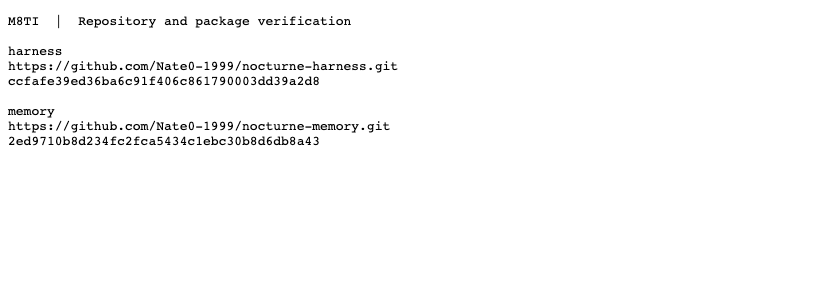 M8TI | Repository and package verification
harness
https://github.com/Nate0-1999/nocturne-harness.git
ccfafe39ed36ba6c91f406c861790003dd39a2d8
memory
https://github.com/Nate0-1999/nocturne-memory.git
2ed9710b8d234fc2fca5434c1ebc30b8d6db8a43